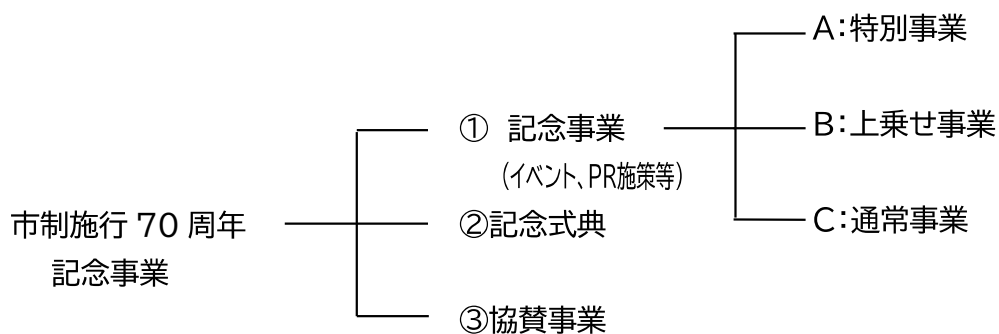 市制施行 70 周年
記念事業
① 記念事業
(イベント、PR施策等)
②記念式典
③協賛事業
A:特別事業
B:上乗せ事業
C:通常事業